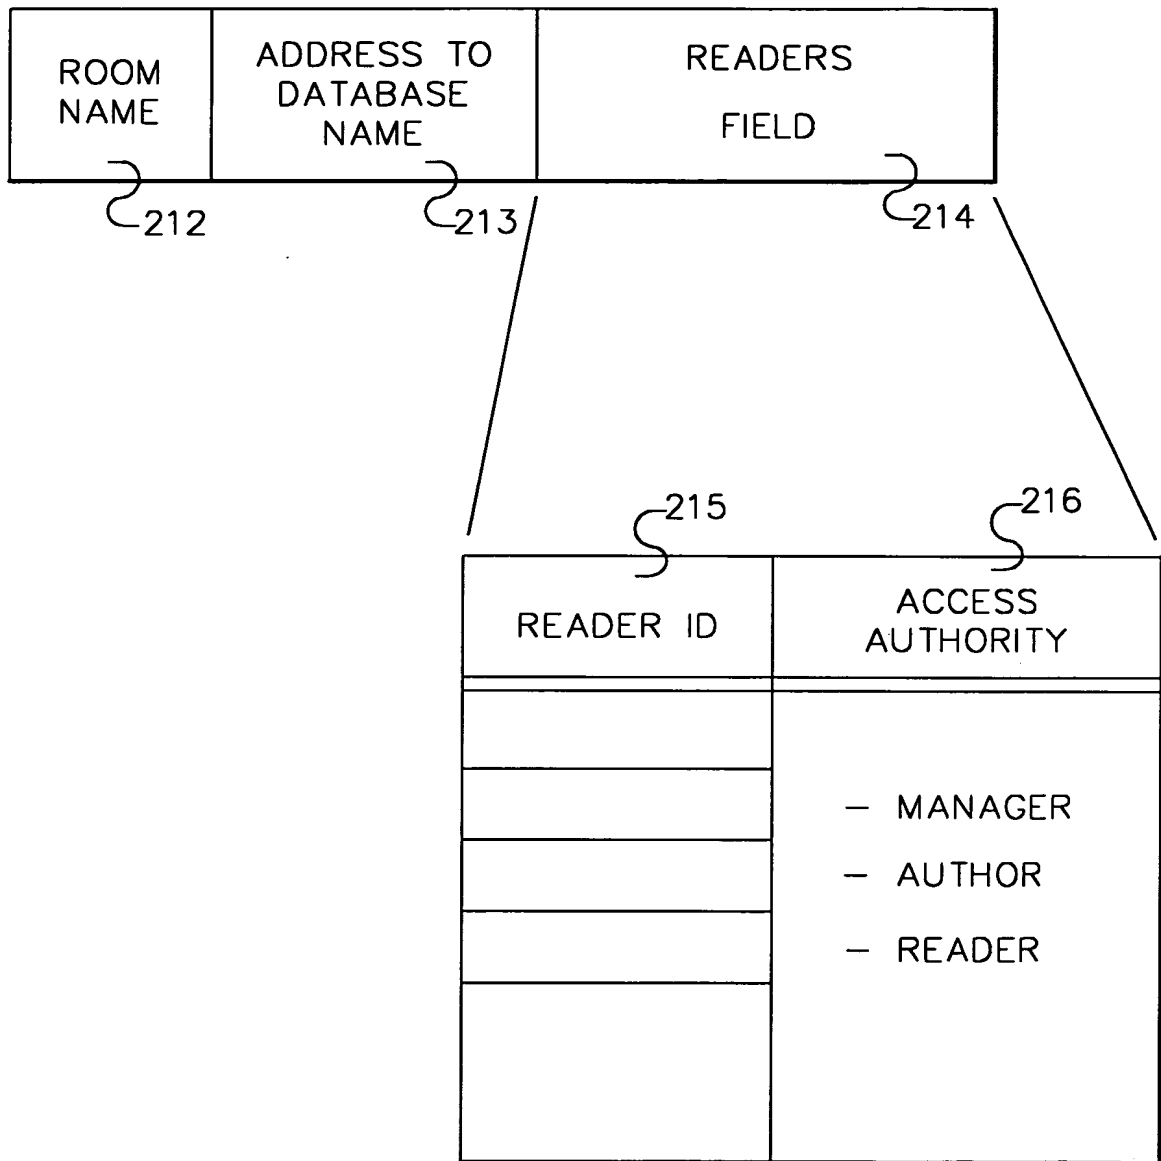 ROOM
NAME
ADDRESS TO
DATABASE
NAME
READERS
FIELD
212
213
214
215
216
READER ID
ACCESS
AUTHORITY
– MANAGER
– AUTHOR
– READER